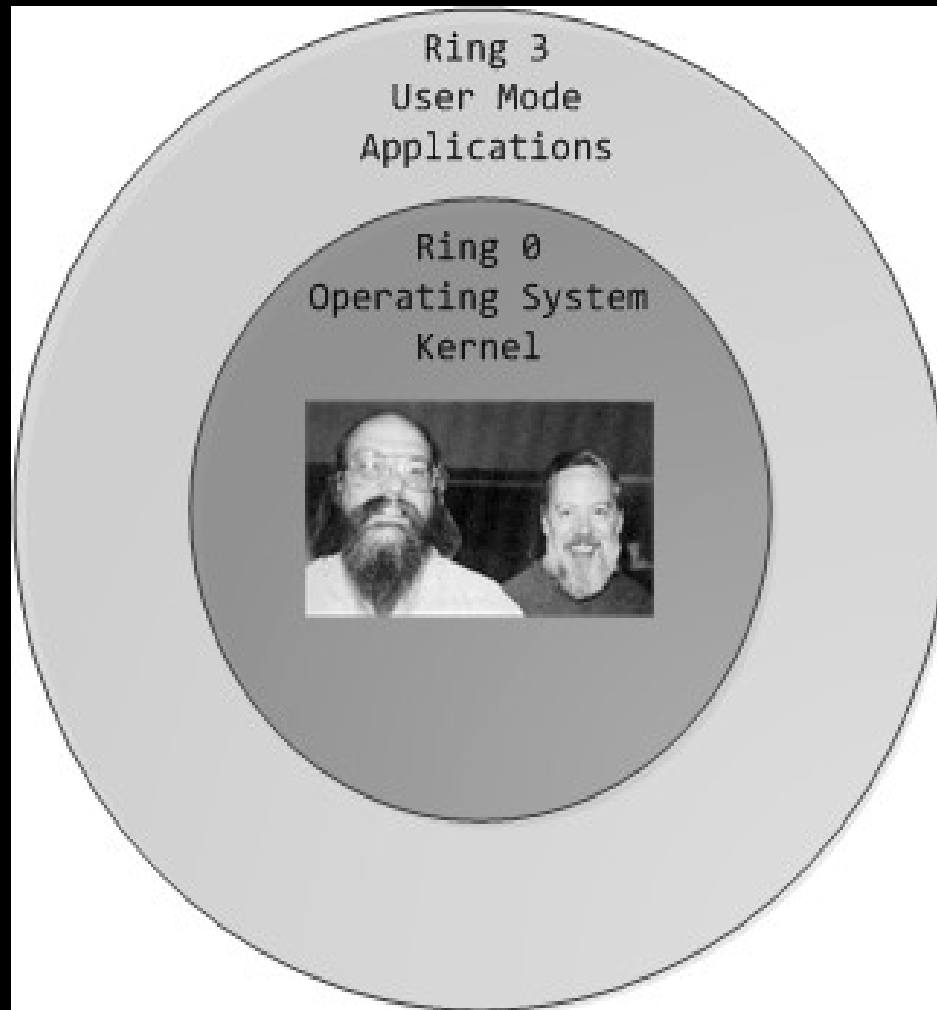 Ring 3
User Mode
Applications
Ring 0
Operating System
Kernel